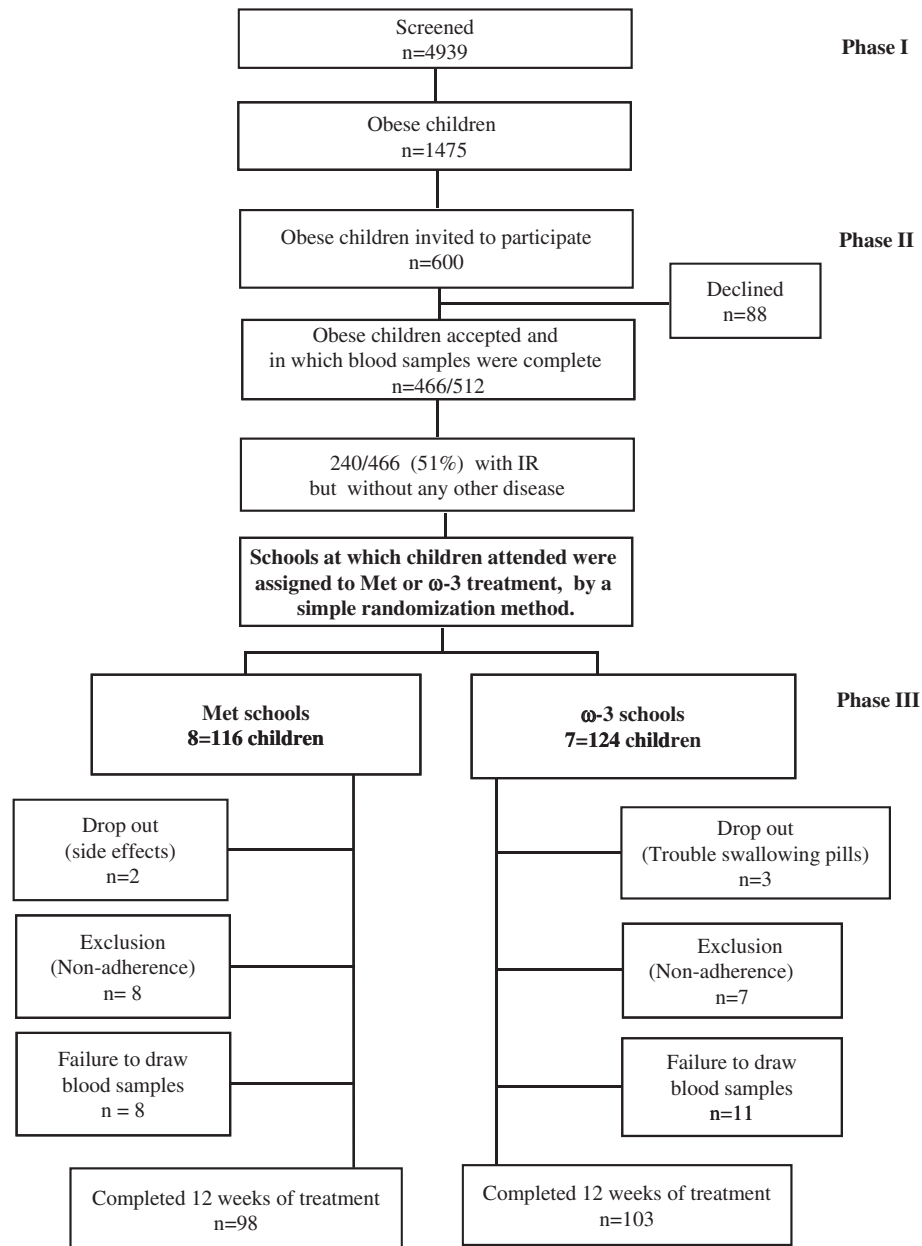 Screened
n=4939
Phase I
Obese children
n=1475
Obese children invited to participate
n=600
Phase II
Declined
n=88
Obese children accepted and
in which blood samples were complete
n=466/512
240/466 (51%) with IR
but without any other disease
Schools at which children attended were
assigned to Met or ω-3 treatment, by a
simple randomization method.
Phase III
Met schools
8=116 children
ω-3 schools
7=124 children
Drop out
(side effects)
n=2
Drop out
(Trouble swallowing pills)
n=3
Exclusion
(Non-adherence)
n= 8
Exclusion
(Non-adherence)
n=7
Failure to draw
blood samples
n = 8
Failure to draw
blood samples
n=11
Completed 12 weeks of treatment
n=98
Completed 12 weeks of treatment
n=103